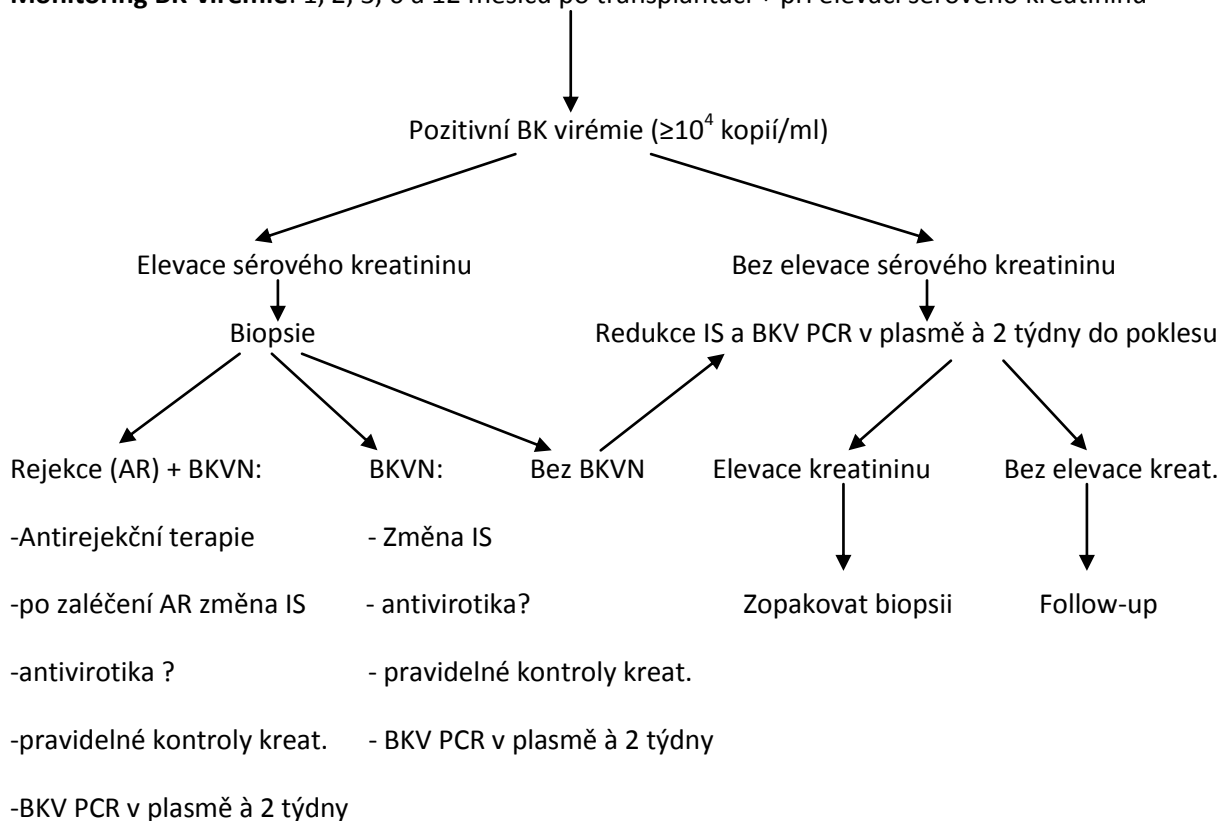 Monitoring BK virémie: 1, 2, 3, 6 a 12 měsíců po transplantaci + při elevaci sérového kreatininu
Pozitivní BK virémie (≥10⁴ kopií/ml)
Elevace sérového kreatininu Bez elevace sérového kreatininu
Biopsie Redukce IS a BKV PCR v plasmě à 2 týdny do poklesu
Rejekce (AR) + BKVN: BKVN: Bez BKVN Elevace kreatininu Bez elevace kreat.
-Antirejekční terapie - Změna IS
-po zaléčení AR změna IS - antivirotika? Zopakovat biopsii Follow-up
-antivirotika ? - pravidelné kontroly kreat.
-pravidelné kontroly kreat. - BKV PCR v plasmě à 2 týdny
-BKV PCR v plasmě à 2 týdny